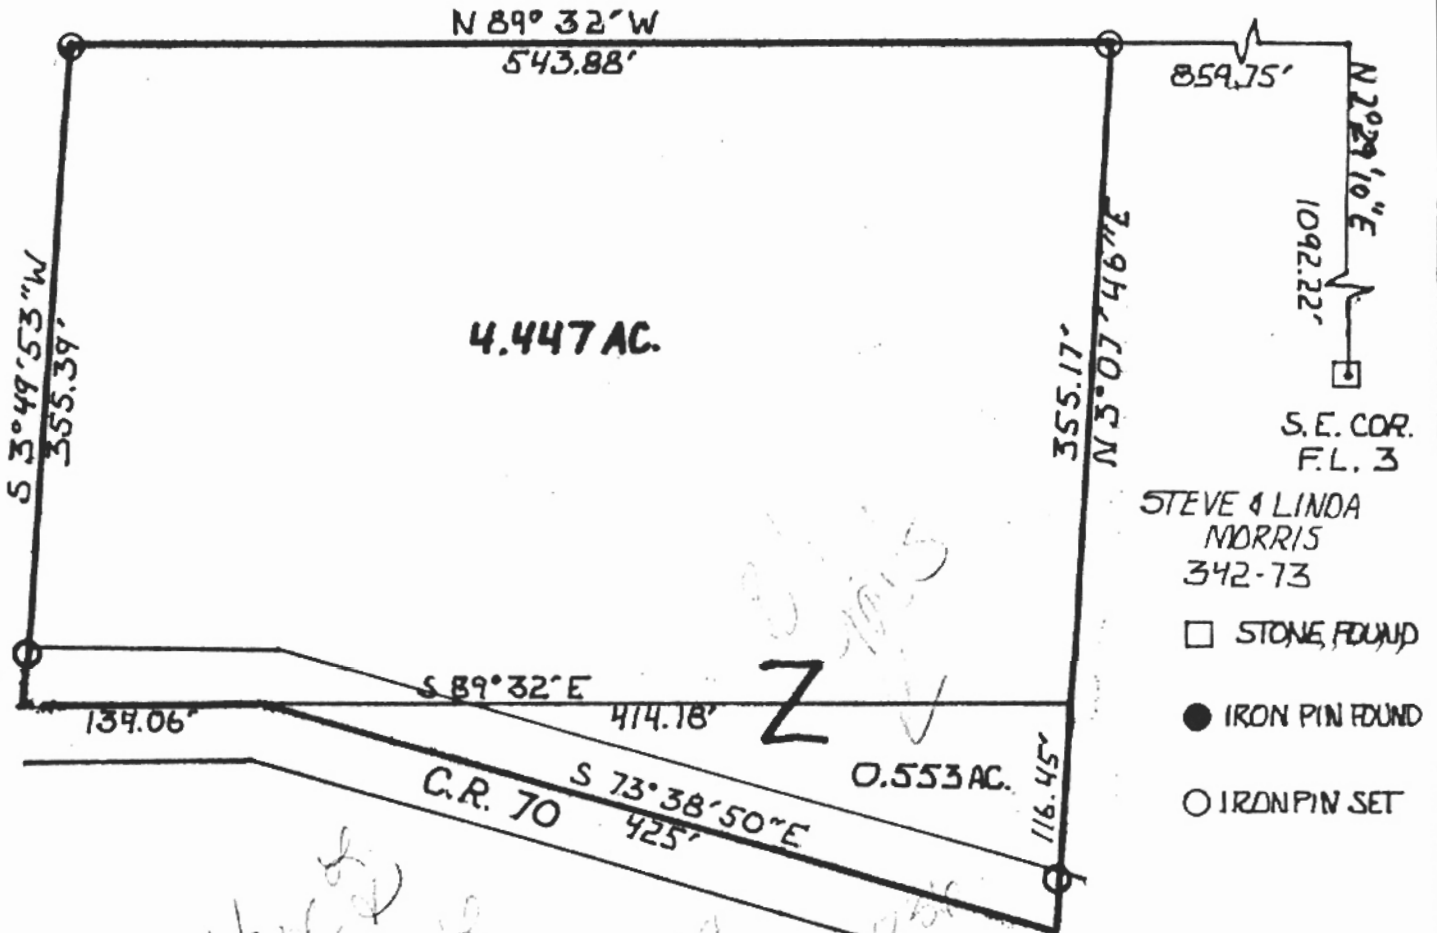 N 89° 32' W
543.88'
859.75'
N 2° 29' 10" E
1092.22'
S 3° 49' 53" W
355.39'
4.447 AC.
355.17'
N 3° 07' 46" E
S.E. COR.
F.L. 3
STEVE & LINDA
MORRIS
342-73
□ STONE FOUND
● IRON PIN FOUND
○ IRON PIN SET
S 89° 32' E
139.06'
414.18'
Z
0.553 AC.
116.45'
C.R. 70
S 73° 38' 50" E
425'